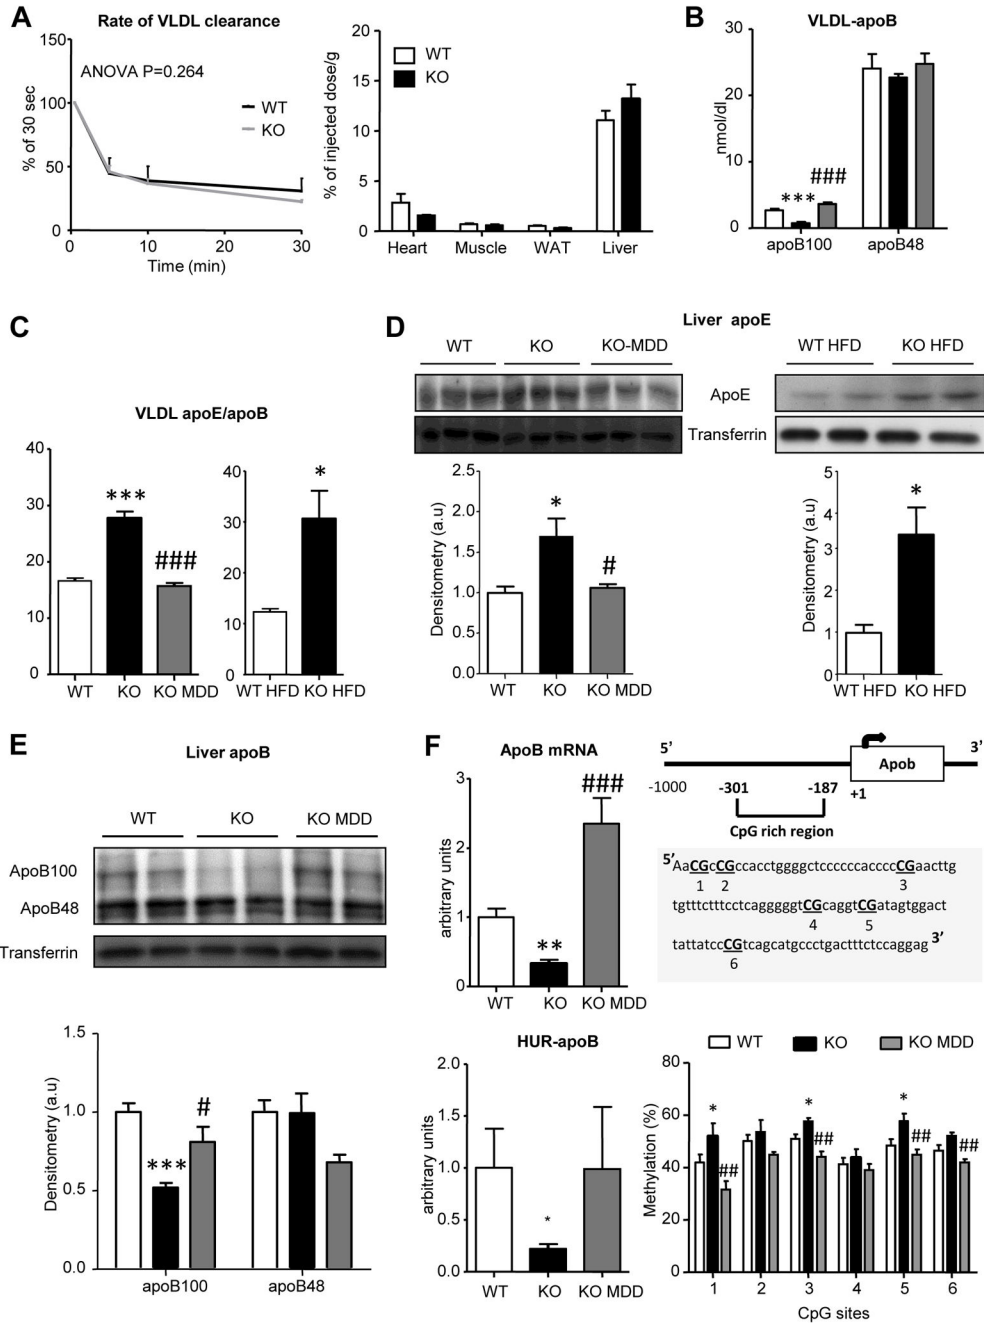 A
Rate of VLDL clearance
150
100
50
0
% of 30 sec
ANOVA P=0.264
WT
KO
0 10 20 30
Time (min)
20
15
10
5
0
% of injected dose/g
WT
KO
Heart Muscle WAT Liver
B
VLDL-apoB
30
20
10
0
nmol/dl
*** ###
apoB100 apoB48
C
VLDL apoE/apoB
40
30
20
10
0
*** ###
WT KO KO MDD
40
30
20
10
0
*
WT HFD KO HFD
D
Liver apoE
WT KO KO-MDD
WT HFD KO HFD
ApoE
Transferrin
2.5
2.0
1.5
1.0
0.5
0.0
Densitometry (a.u)
* #
WT KO KO MDD
5
4
3
2
1
0
Densitometry (a.u)
*
WT HFD KO HFD
E
Liver apoB
WT KO KO MDD
ApoB100
ApoB48
Transferrin
1.5
1.0
0.5
0.0
Densitometry (a.u)
*** #
apoB100 apoB48
F
ApoB mRNA
3
2
1
0
arbitrary units
** ###
WT KO KO MDD
5’ 3’
Apob
-1000 -301 -187 +1
CpG rich region
5’AaCGcCGccacctggggctccccccaccccCGaacttg
1 2 3
tgtttctttcctcagggggtCGcaggtCGatagtggact
4 5
tattatccCGtcagcatgccctgactttctccaggag 3’
6
HUR-apoB
2.0
1.5
1.0
0.5
0.0
arbitrary units
*
WT KO KO MDD
WT KO KO MDD
80
60
40
20
0
Methylation (%)
* ## * ## * ## ##
1 2 3 4 5 6
CpG sites